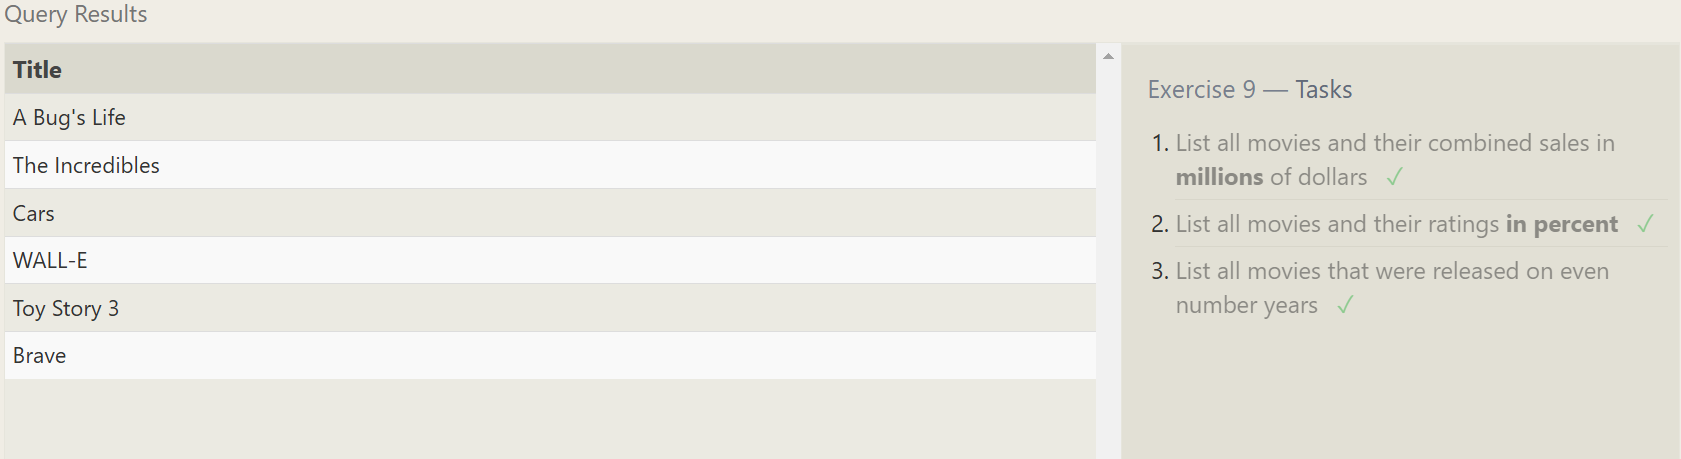 Query Results
Title
A Bug's Life
The Incredibles
Cars
WALL-E
Toy Story 3
Brave
Exercise 9 — Tasks
1. List all movies and their combined sales in
millions of dollars ✓
2. List all movies and their ratings in percent ✓
3. List all movies that were released on even
number years ✓